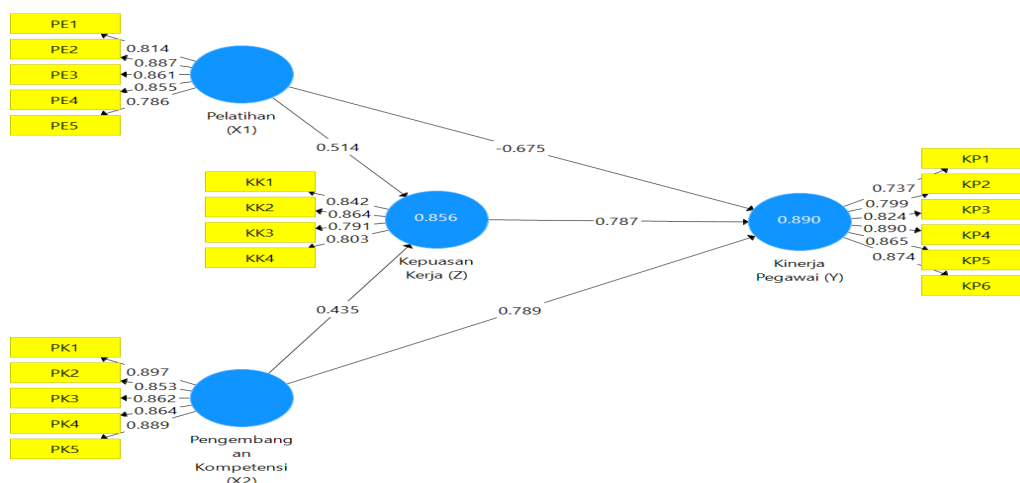 PE1
PE2
PE3
PE4
PE5
0.814
0.887
0.861
0.855
0.786
Pelatihan
(X1)
0.514
-0.675
KK1
KK2
KK3
KK4
0.842
0.864
0.791
0.803
0.856
Kepuasan
Kerja (Z)
0.787
0.890
Kinerja
Pegawai (Y)
0.737
0.799
0.824
0.890
0.865
0.874
KP1
KP2
KP3
KP4
KP5
KP6
0.435
0.789
PK1
PK2
PK3
PK4
PK5
0.897
0.853
0.862
0.864
0.889
Pengembang
an
Kompetensi
(X2)